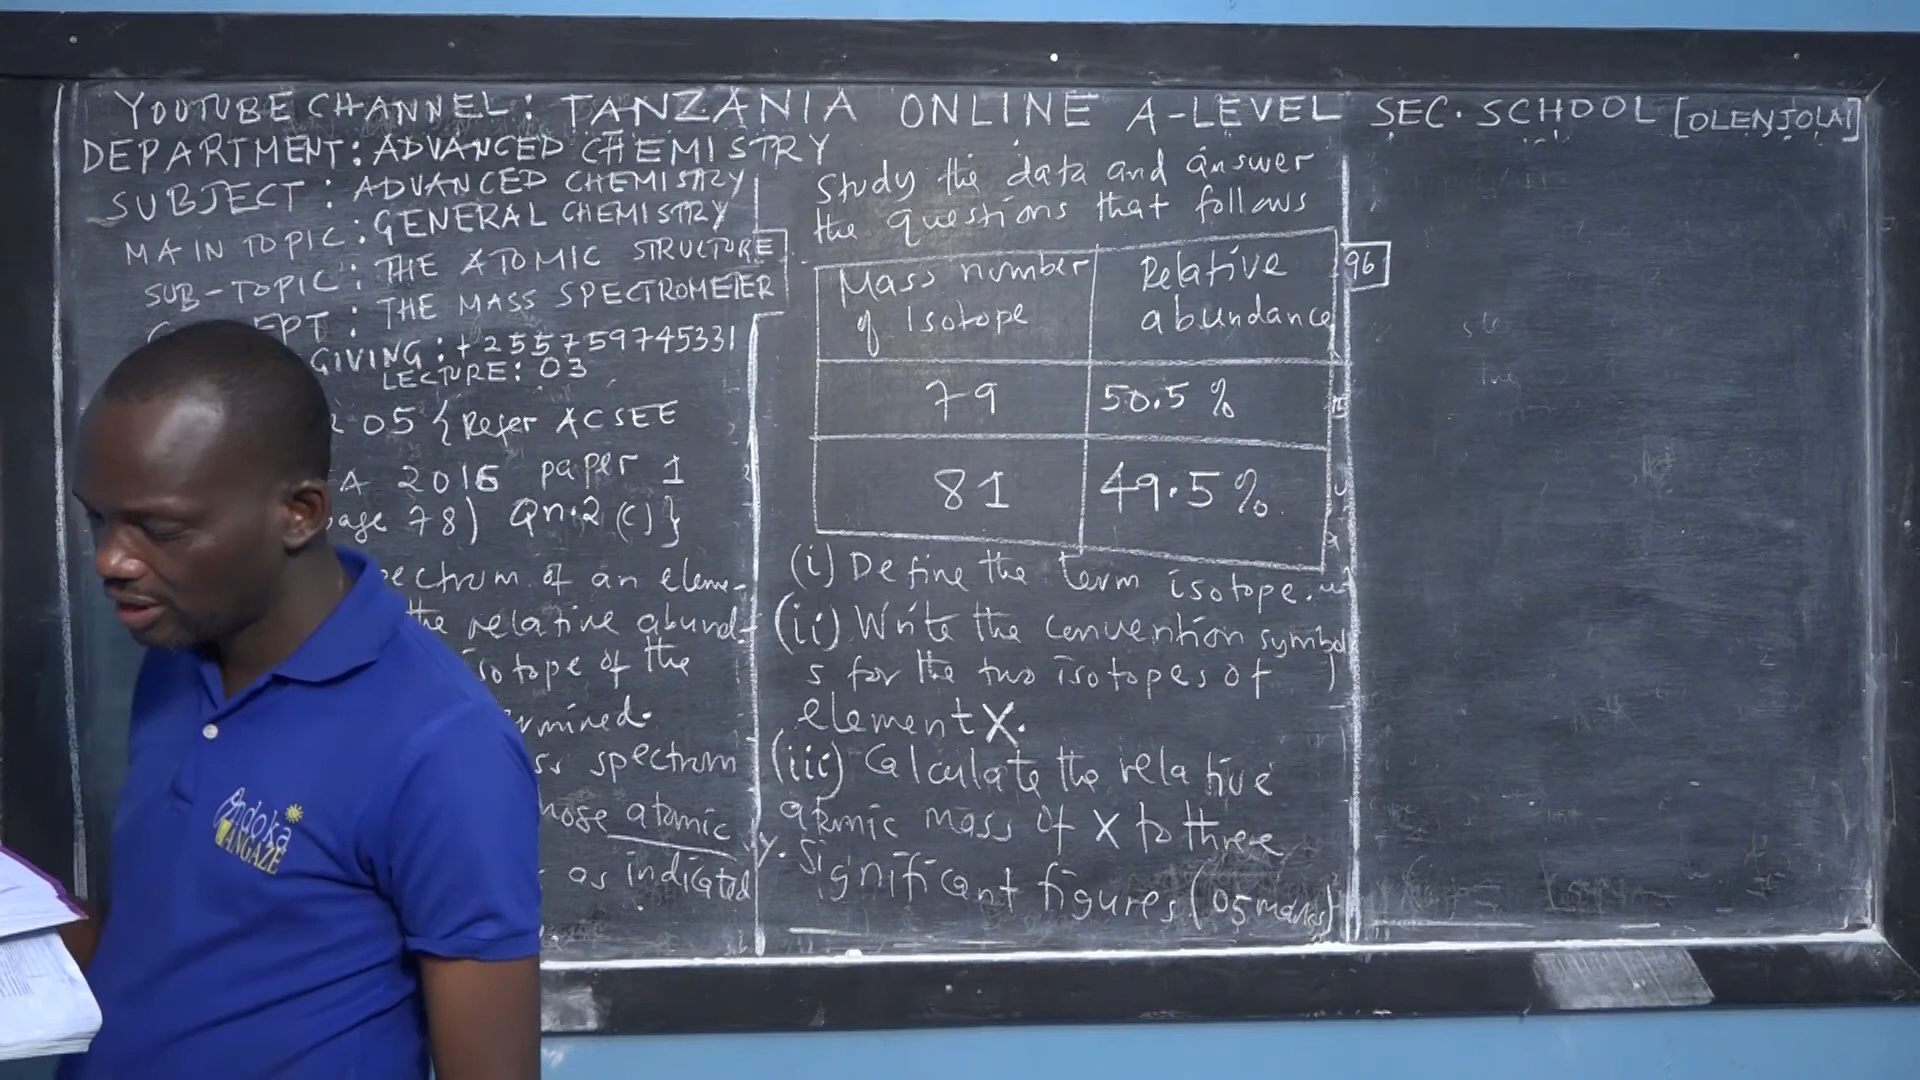 YOUTUBE CHANNEL: TANZANIA ONLINE A-LEVEL SEC. SCHOOL [OLENJOLAI]
DEPARTMENT: ADVANCED CHEMISTRY
SUBJECT: ADVANCED CHEMISTRY
MAIN TOPIC: GENERAL CHEMISTRY
SUB-TOPIC: THE ATOMIC STRUCTURE
: THE MASS SPECTROMETER
GIVING: +255759745331
LECTURE: 03
05 {Refer ACSEE
2016 paper 1
78) Qn.2 (c)}
of an eleme-
the relative abund-
of the
spectrum
atomic
as indicated
Study the data and answer
the questions that follows
Mass number
of Isotope
Relative
abundance
79
50.5%
81
49.5%
(i) Define the term isotope.
(ii) Write the convention symbol
s for the two isotopes of
element X.
(iii) Calculate the relative
atomic mass of X to three
significant figures. (05 marks)
96
Ondoka
UANGAZE